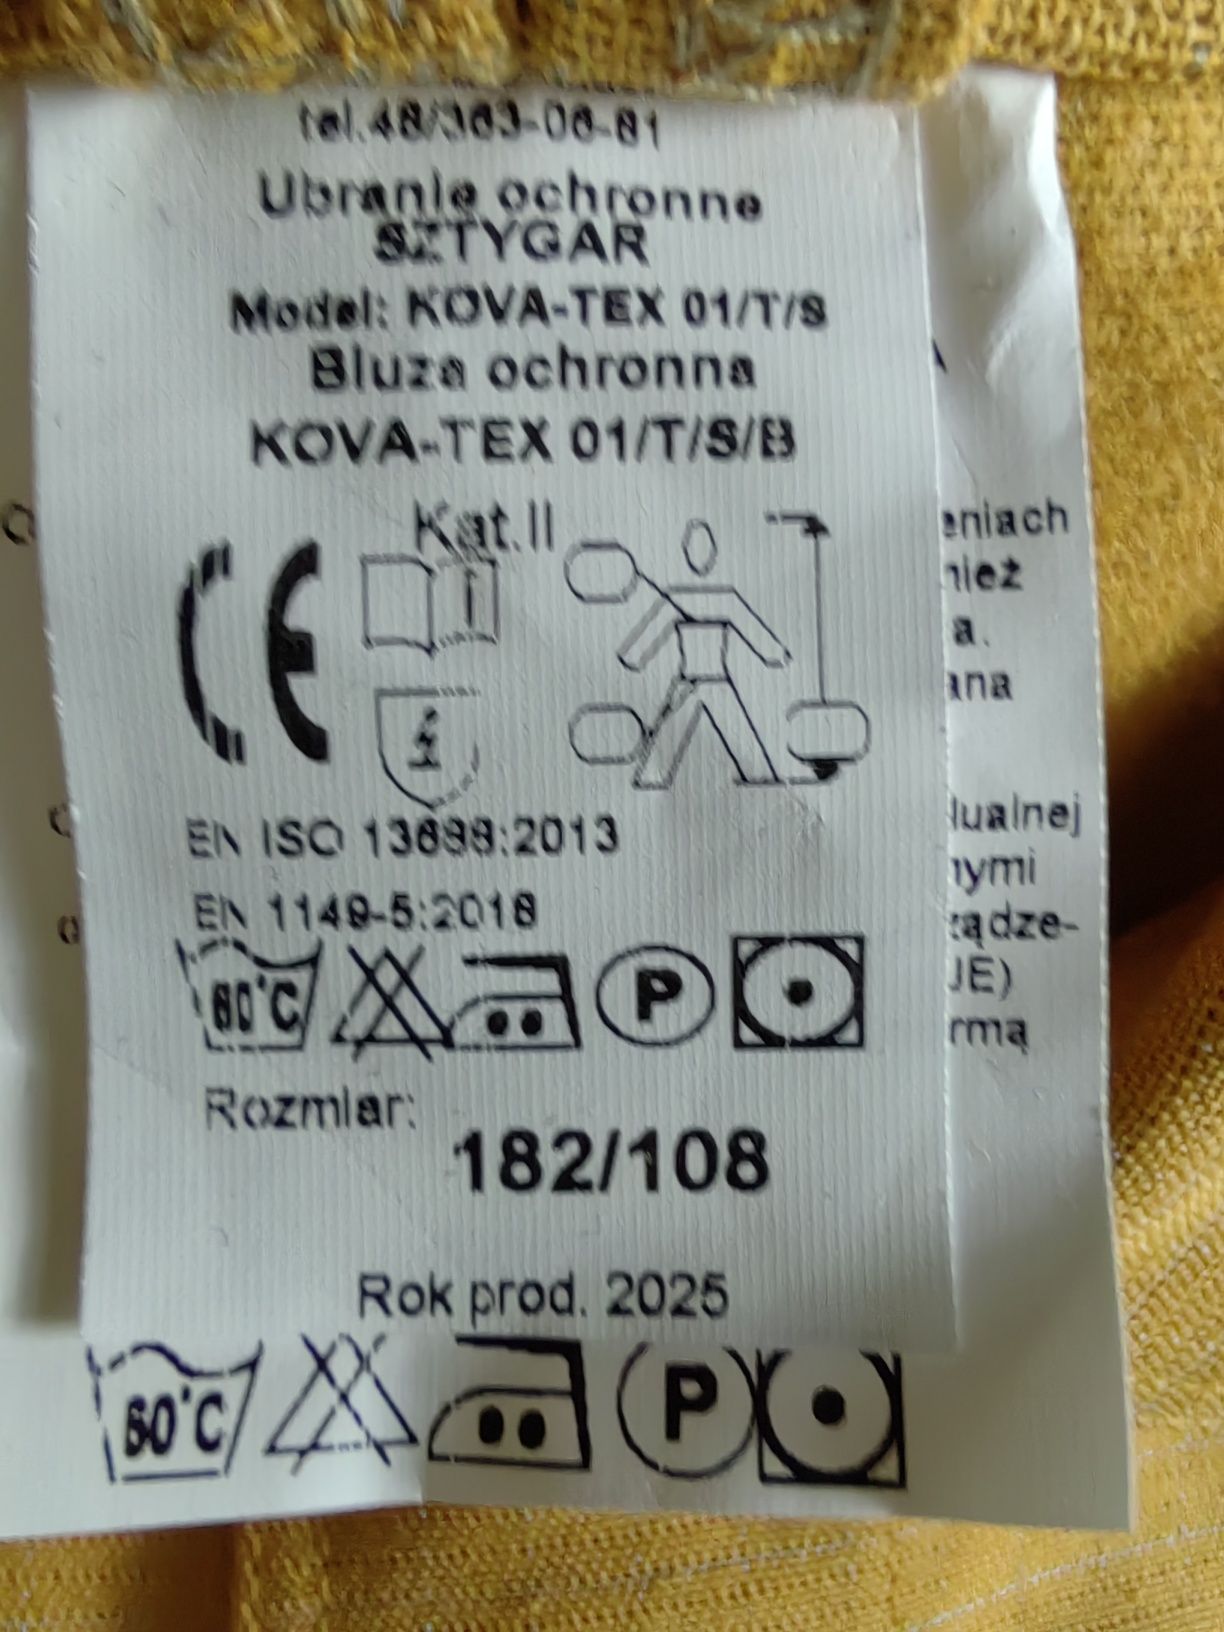 tel.48/363-06-81
Ubranie ochronne
SZTYGAR
Model: KOVA-TEX 01/T/S
Bluza ochronna
KOVA-TEX 01/T/S/B
Kat.II
CE
i
EN ISO 13688:2013
EN 1149-5:2018
60°C
P
Rozmiar:
182/108
Rok prod. 2025
eniach
nież
a.
ana
dualnej
nymi
ządze-
UE)
rmą
60°C
P